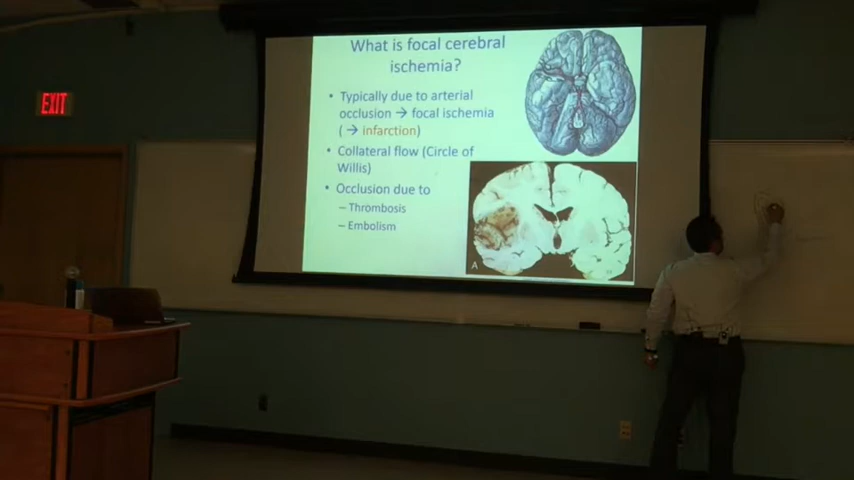 What is focal cerebral
ischemia?
EXIT
• Typically due to arterial
occlusion → focal ischemia
( → infarction)
• Collateral flow (Circle of
Willis)
• Occlusion due to
– Thrombosis
– Embolism
A